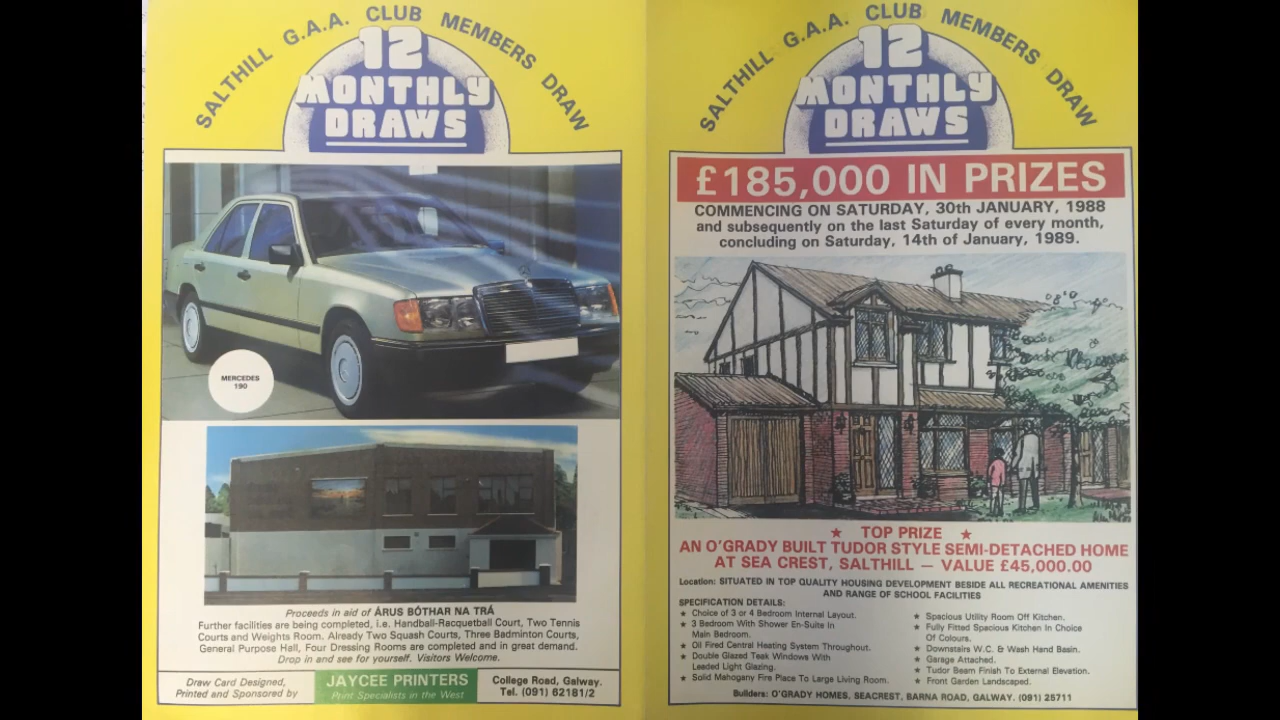 SALTHILL G.A.A. CLUB MEMBERS DRAW
12
MONTHLY
DRAWS
MERCEDES
190
Proceeds in aid of ÁRUS BÓTHAR NA TRÁ
Further facilities are being completed, i.e. Handball-Racquetball Court, Two Tennis
Courts and Weights Room. Already Two Squash Courts, Three Badminton Courts,
General Purpose Hall, Four Dressing Rooms are completed and in great demand.
Drop in and see for yourself. Visitors Welcome.
Draw Card Designed,
Printed and Sponsored by
JAYCEE PRINTERS
Print Specialists in the West
College Road, Galway.
Tel. (091) 62181/2
SALTHILL G.A.A. CLUB MEMBERS DRAW
12
MONTHLY
DRAWS
£185,000 IN PRIZES
COMMENCING ON SATURDAY, 30th JANUARY, 1988
and subsequently on the last Saturday of every month,
concluding on Saturday, 14th of January, 1989.
★ TOP PRIZE ★
AN O'GRADY BUILT TUDOR STYLE SEMI-DETACHED HOME
AT SEA CREST, SALTHILL — VALUE £45,000.00
Location: SITUATED IN TOP QUALITY HOUSING DEVELOPMENT BESIDE ALL RECREATIONAL AMENITIES
AND RANGE OF SCHOOL FACILITIES
SPECIFICATION DETAILS:
★ Choice of 3 or 4 Bedroom Internal Layout.
★ 3 Bedroom With Shower En-Suite In
Main Bedroom.
★ Oil Fired Central Heating System Throughout.
★ Double Glazed Teak Windows With
Leaded Light Glazing.
★ Solid Mahogany Fire Place To Large Living Room.
★ Spacious Utility Room Off Kitchen.
★ Fully Fitted Spacious Kitchen In Choice
Of Colours.
★ Downstairs W.C. & Wash Hand Basin.
★ Garage Attached.
★ Tudor Beam Finish To External Elevation.
★ Front Garden Landscaped.
Builders: O'GRADY HOMES, SEACREST, BARNA ROAD, GALWAY. (091) 25711